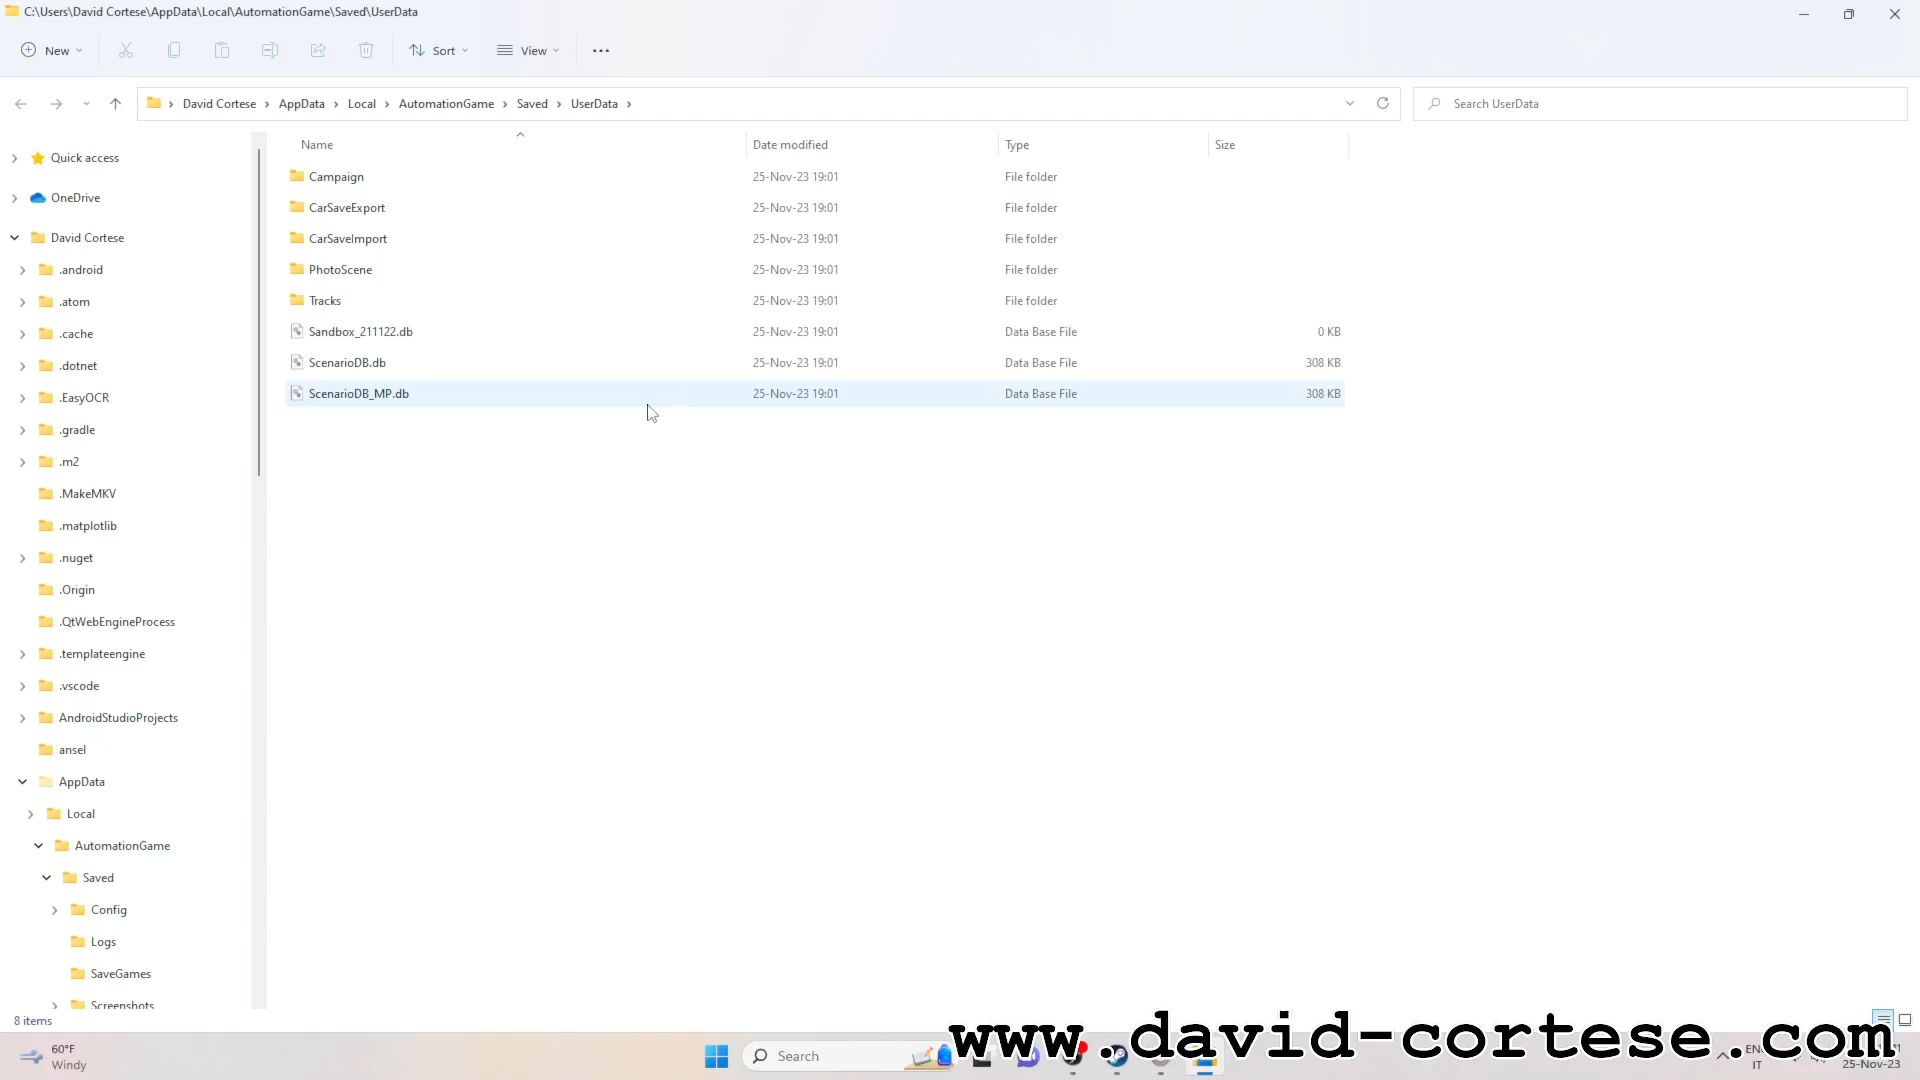 C:\Users\David Cortese\AppData\Local\AutomationGame\Saved\UserData
New
Sort
View
David Cortese > AppData > Local > AutomationGame > Saved > UserData >
Search UserData
Name Date modified Type Size
Quick access
OneDrive
David Cortese
.android
.atom
.cache
.dotnet
.EasyOCR
.gradle
.m2
.MakeMKV
.matplotlib
.nuget
.Origin
.QtWebEngineProcess
.templateengine
.vscode
AndroidStudioProjects
ansel
AppData
Local
AutomationGame
Saved
Config
Logs
SaveGames
Screenshots
Campaign 25-Nov-23 19:01 File folder
CarSaveExport 25-Nov-23 19:01 File folder
CarSaveImport 25-Nov-23 19:01 File folder
PhotoScene 25-Nov-23 19:01 File folder
Tracks 25-Nov-23 19:01 File folder
Sandbox_211122.db 25-Nov-23 19:01 Data Base File 0 KB
ScenarioDB.db 25-Nov-23 19:01 Data Base File 308 KB
ScenarioDB_MP.db 25-Nov-23 19:01 Data Base File 308 KB
8 items
www.david-cortese.com
60°F
Windy
Search
IT
25-Nov-23